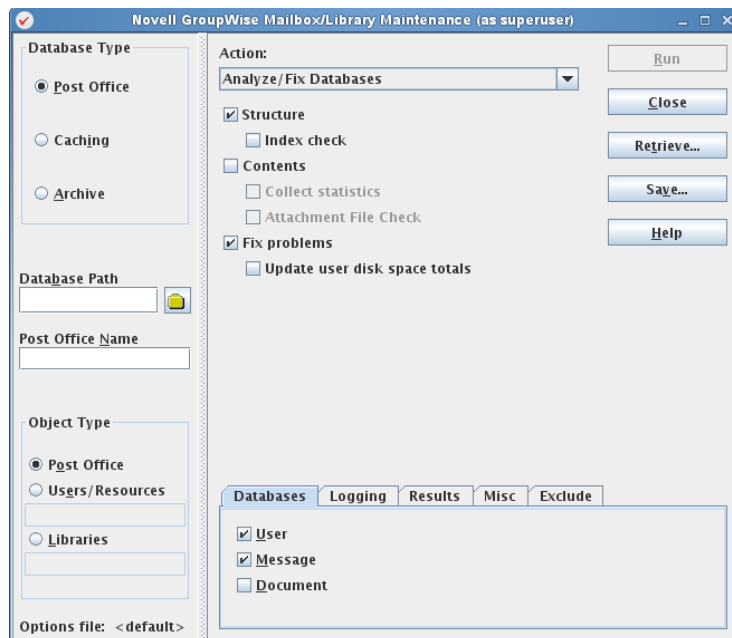 Novell GroupWise Mailbox/Library Maintenance (as superuser)
Database Type
Post Office
Caching
Archive
Database Path
Post Office Name
Object Type
Post Office
Users/Resources
Libraries
Options file: <default>
Action:
Analyze/Fix Databases
Structure
Index check
Contents
Collect statistics
Attachment File Check
Fix problems
Update user disk space totals
Run
Close
Retrieve...
Save...
Help
Databases Logging Results Misc Exclude
User
Message
Document